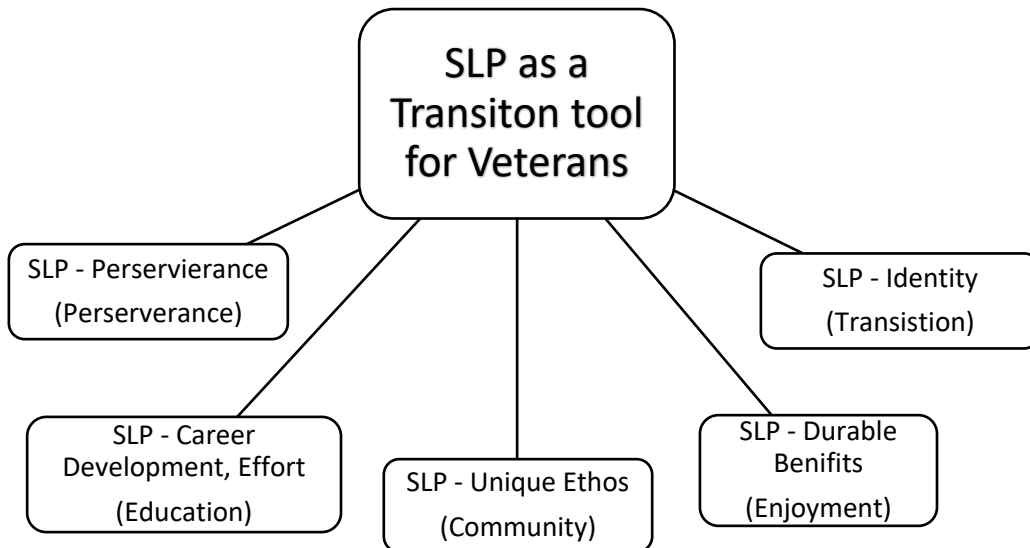 SLP as a
Transiton tool
for Veterans
SLP - Perservierance
(Perserverance)
SLP - Identity
(Transistion)
SLP - Career
Development, Effort
(Education)
SLP - Unique Ethos
(Community)
SLP - Durable
Benifits
(Enjoyment)